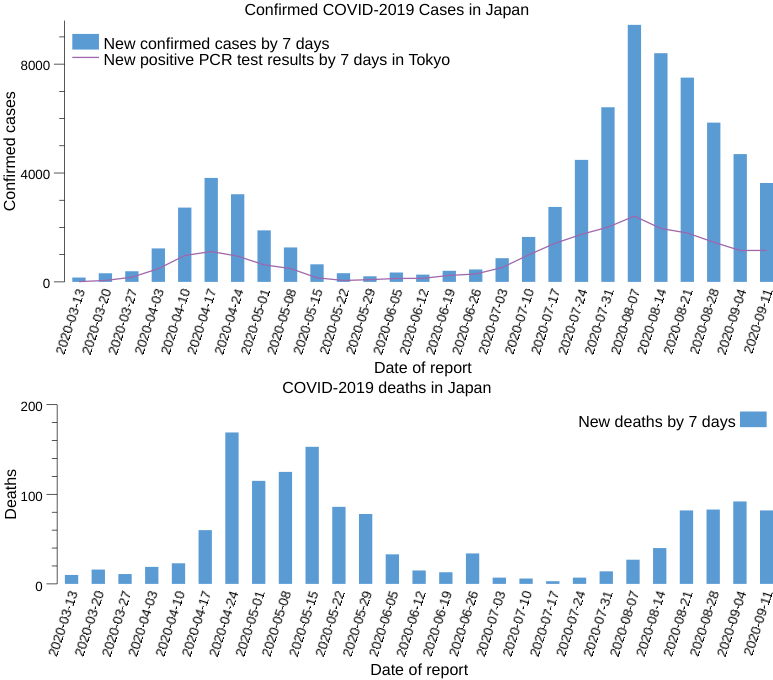 Confirmed COVID-2019 Cases in Japan
New confirmed cases by 7 days
New positive PCR test results by 7 days in Tokyo
Confirmed cases
8000
4000
0
2020-03-13 2020-03-20 2020-03-27 2020-04-03 2020-04-10 2020-04-17 2020-04-24 2020-05-01 2020-05-08 2020-05-15 2020-05-22 2020-05-29 2020-06-05 2020-06-12 2020-06-19 2020-06-26 2020-07-03 2020-07-10 2020-07-17 2020-07-24 2020-07-31 2020-08-07 2020-08-14 2020-08-21 2020-08-28 2020-09-04 2020-09-11
Date of report
COVID-2019 deaths in Japan
New deaths by 7 days
Deaths
200
100
0
2020-03-13 2020-03-20 2020-03-27 2020-04-03 2020-04-10 2020-04-17 2020-04-24 2020-05-01 2020-05-08 2020-05-15 2020-05-22 2020-05-29 2020-06-05 2020-06-12 2020-06-19 2020-06-26 2020-07-03 2020-07-10 2020-07-17 2020-07-24 2020-07-31 2020-08-07 2020-08-14 2020-08-21 2020-08-28 2020-09-04 2020-09-11
Date of report